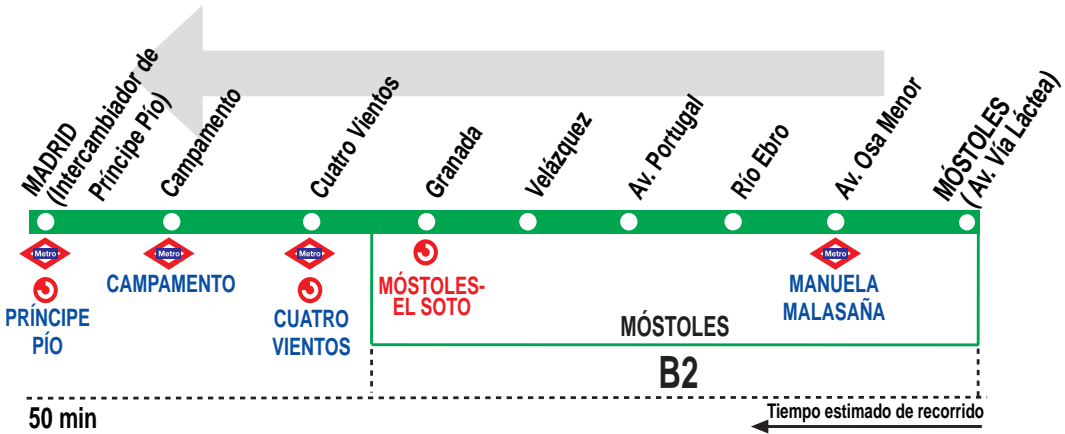 MADRID
(Intercambiador de
Príncipe Pío)
Campamento
Cuatro Vientos
Granada
Velázquez
Av. Portugal
Río Ebro
Av. Osa Menor
MÓSTOLES
( Av. Vía Láctea)
Metro
Metro
Metro
Metro
PRÍNCIPE
PÍO
CAMPAMENTO
CUATRO
VIENTOS
MÓSTOLES-
EL SOTO
MANUELA
MALASAÑA
MÓSTOLES
B2
50 min
Tiempo estimado de recorrido